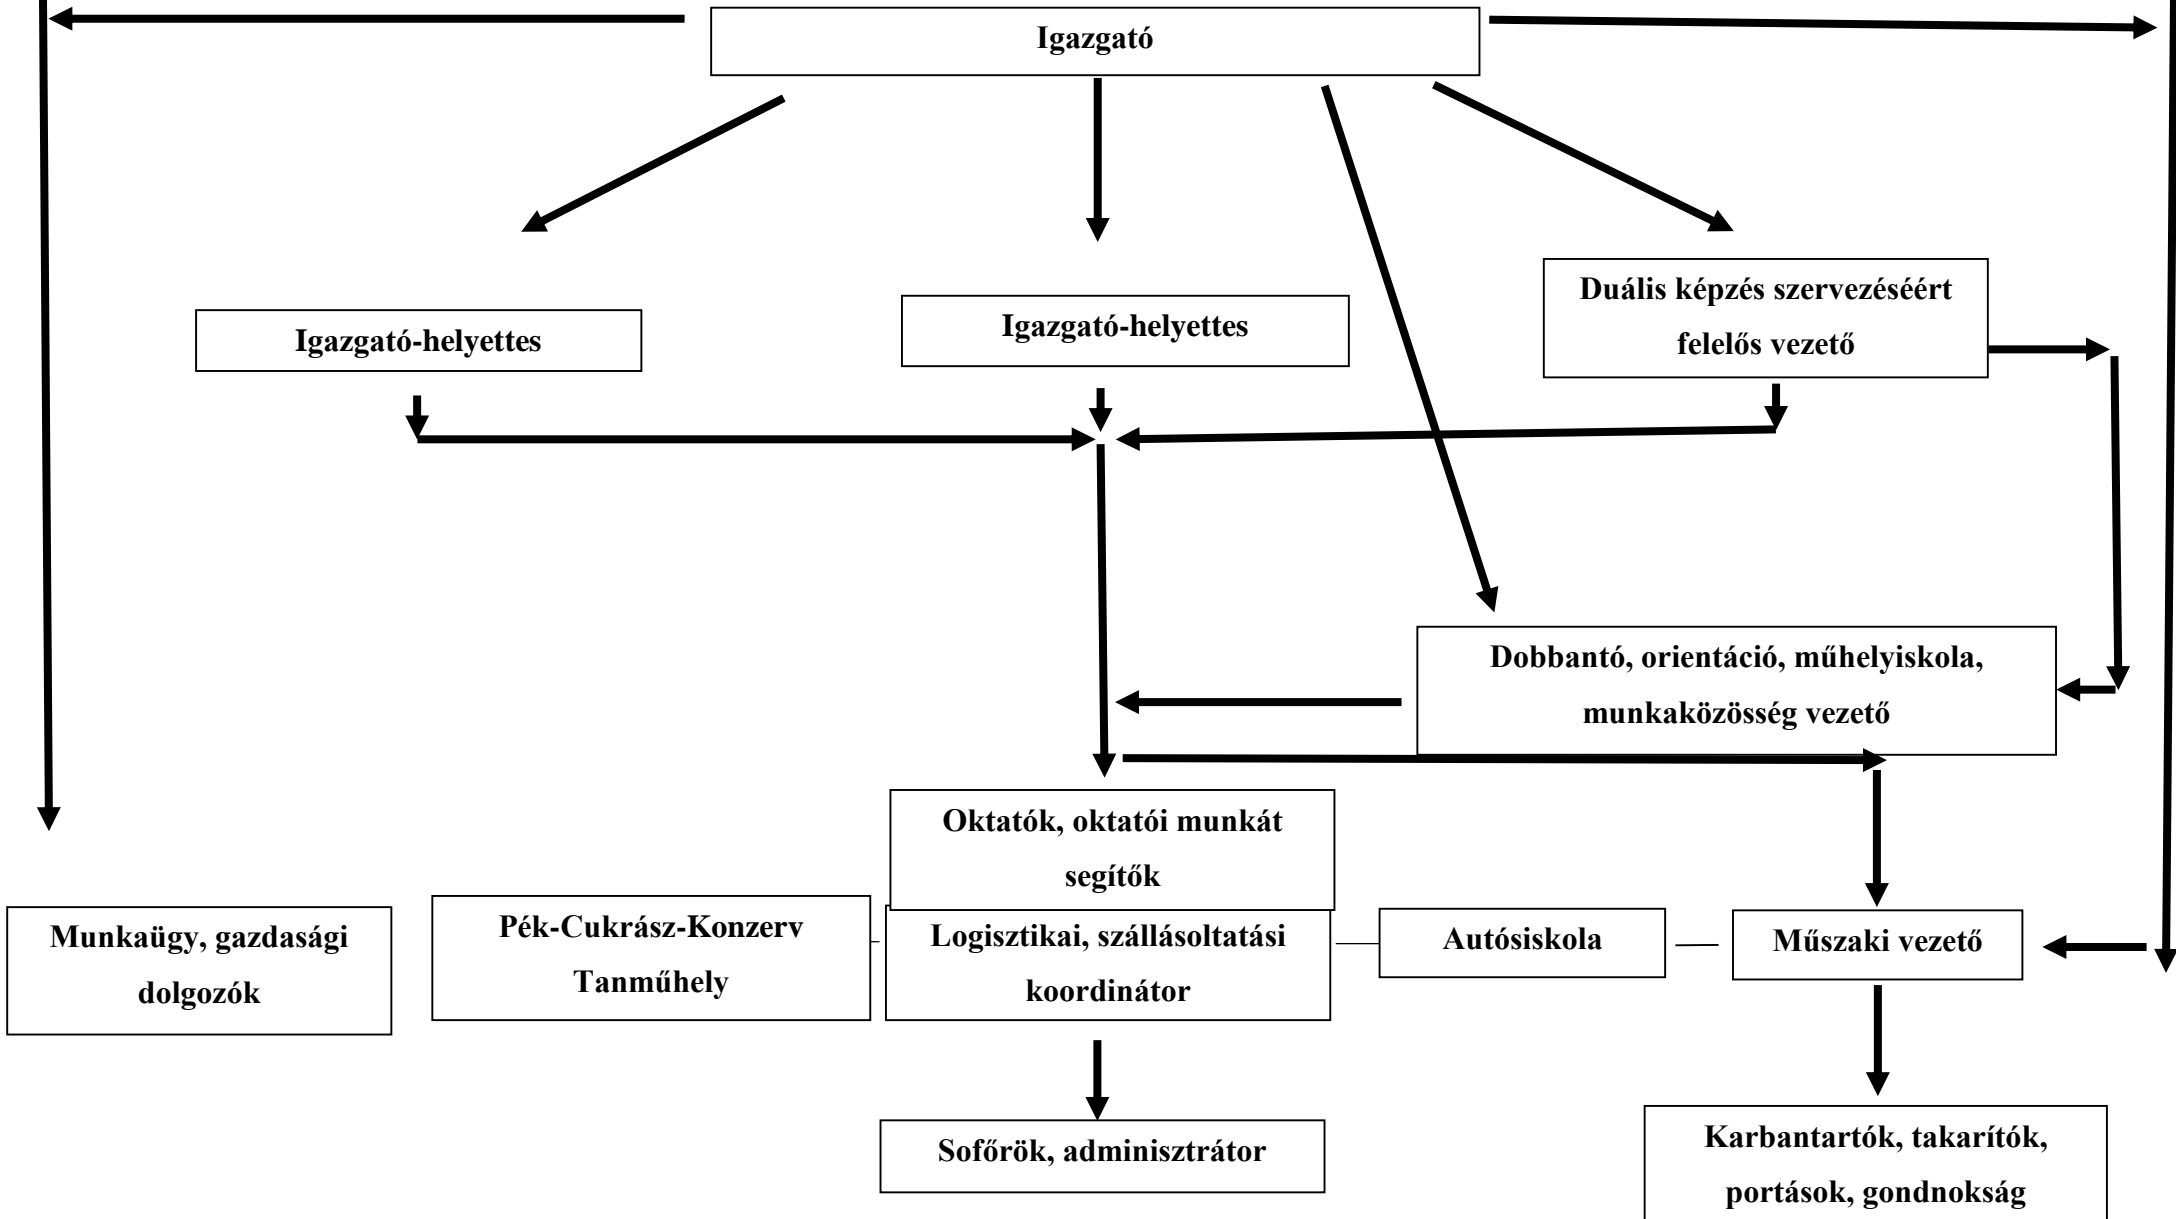 Igazgató
Igazgató-helyettes
Igazgató-helyettes
Duális képzés szervezéséért
felelős vezető
Dobbantó, orientáció, műhelyiskola,
munkaközösség vezető
Oktatók, oktatói munkát
segítők
Munkaügy, gazdasági
dolgozók
Pék-Cukrász-Konzerv
Tanműhely
Logisztikai, szállásoltatási
koordinátor
Autósiskola
Műszaki vezető
Sofőrök, adminisztrátor
Karbantartók, takarítók,
portások, gondnokság